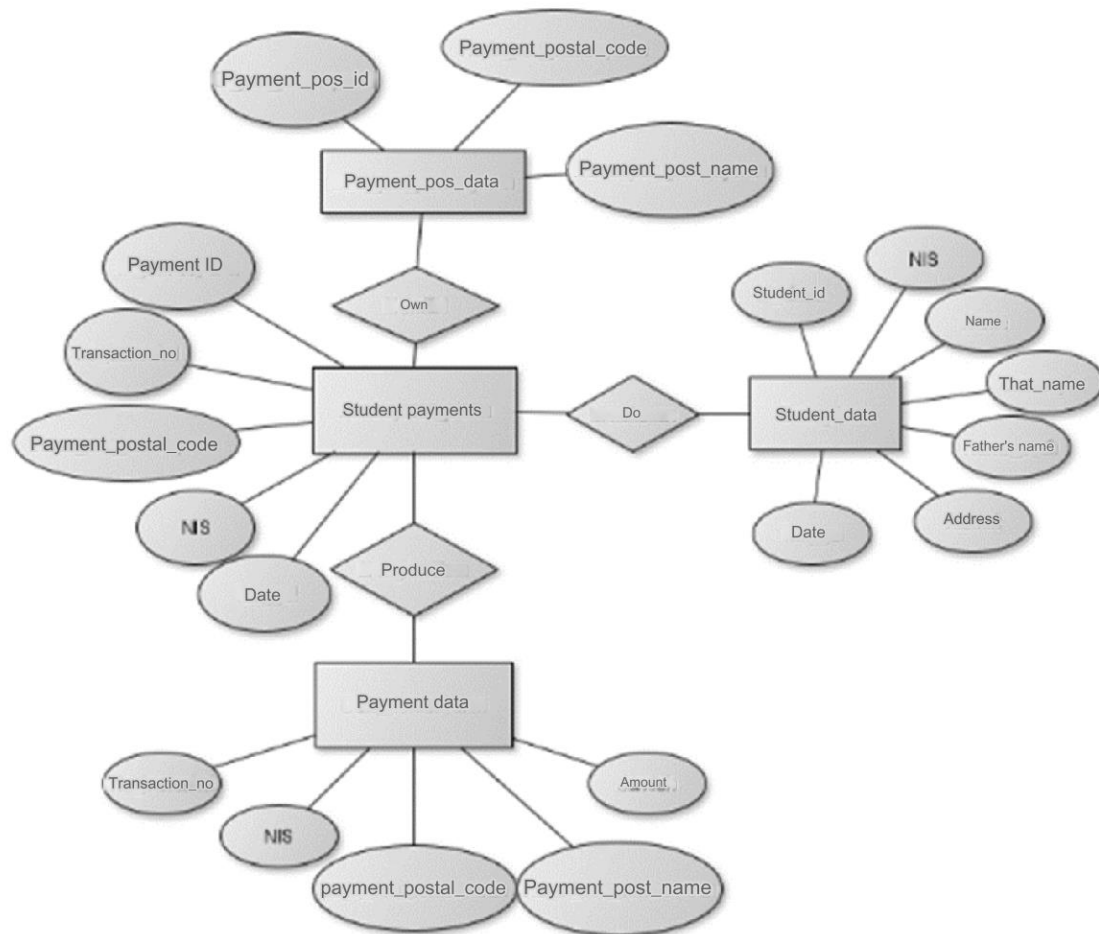 Payment_postal_code
Payment_pos_id
Payment_post_name
Payment_pos_data
Payment ID
Own
NIS
Student_id
Name
Transaction_no
That_name
Student payments
Do
Student_data
Payment_postal_code
Father's name
NIS
Date
Address
Date
Produce
Payment data
Transaction_no
Amount
NIS
payment_postal_code
Payment_post_name